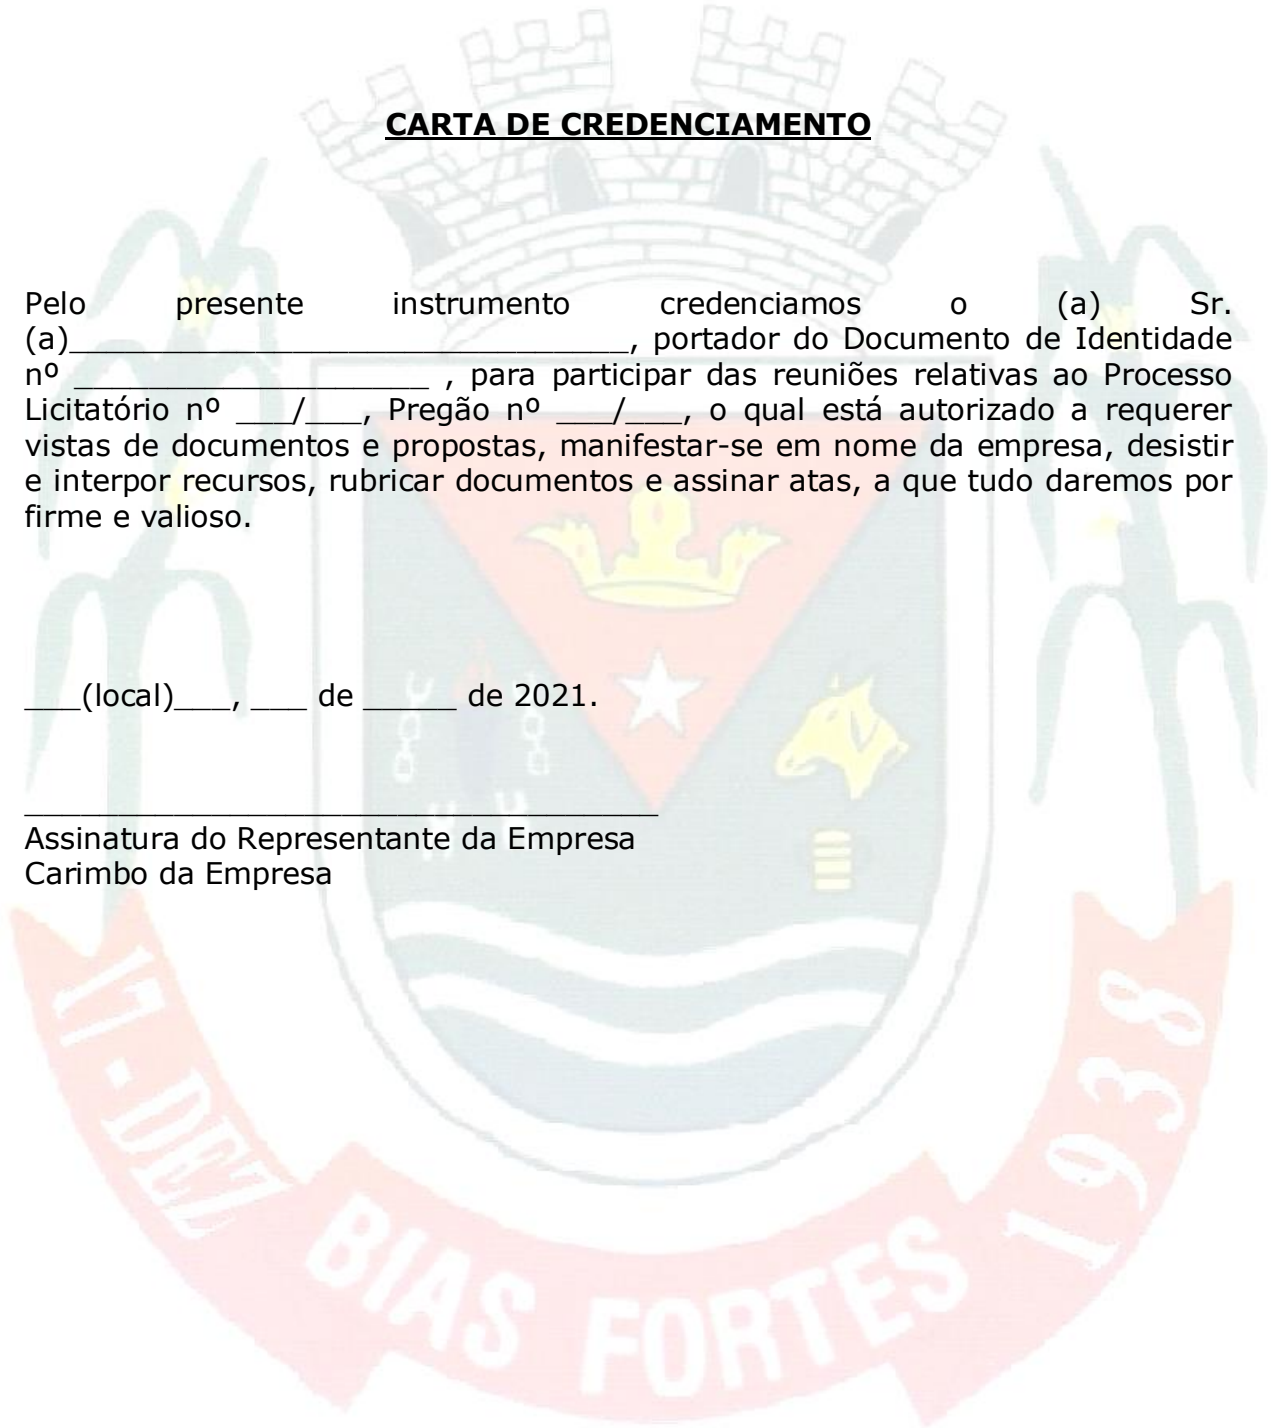 CARTA DE CREDENCIAMENTO
Pelo presente instrumento credenciamos o (a) Sr.
(a)______________________________, portador do Documento de Identidade
nº ___________________ , para participar das reuniões relativas ao Processo
Licitatório nº ___/___, Pregão nº ____/___, o qual está autorizado a requerer
vistas de documentos e propostas, manifestar-se em nome da empresa, desistir
e interpor recursos, rubricar documentos e assinar atas, a que tudo daremos por
firme e valioso.
___(local)___, ___ de _____ de 2021.
__________________________________
Assinatura do Representante da Empresa
Carimbo da Empresa
17 - DEZ BIAS FORTES 1938